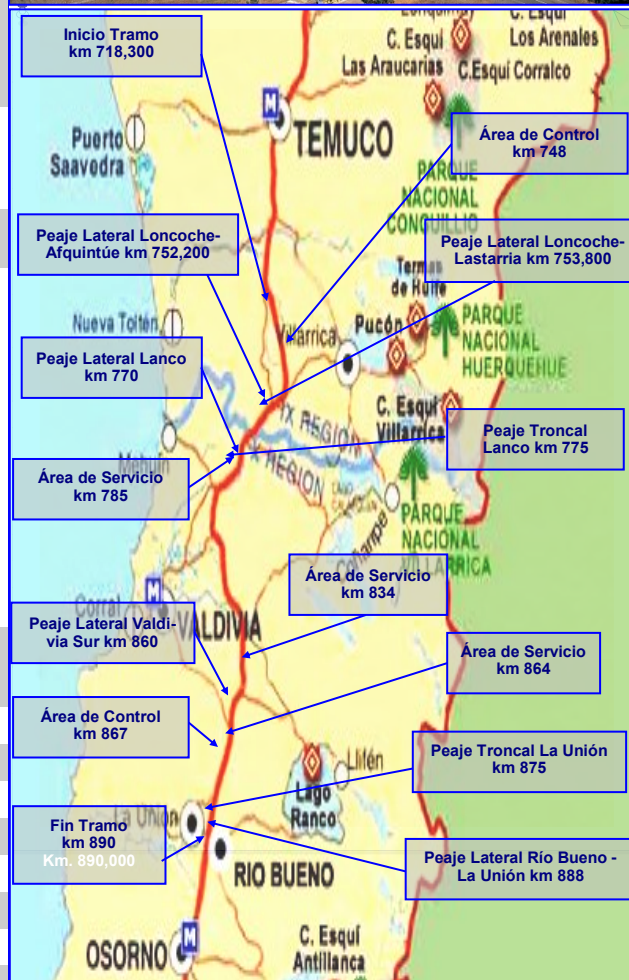 Lonquimay
C. Esquí
Los Arenales
Inicio Tramo
km 718,300
C. Esquí
Las Araucarias
C.Esquí Corralco
M
TEMUCO
Puerto
Saavedra
Área de Control
km 748
PARQUE
NACIONAL
CONGUILLIO
Peaje Lateral Loncoche-
Afquintúe km 752,200
Peaje Lateral Loncoche-
Lastarria km 753,800
Termas
de Huife
Nueva Toltén
Villarrica
Pucón
PARQUE
NACIONAL
HUERQUEHUE
Peaje Lateral Lanco
km 770
C. Esquí
Villarrica
IX REGION
X REGION
Peaje Troncal
Lanco km 775
Mehuín
Área de Servicio
km 785
Coñaripe
PARQUE
NACIONAL
VILLARRICA
Área de Servicio
km 834
M
Corral
VALDIVIA
Peaje Lateral Valdi-
via Sur km 860
Área de Servicio
km 864
Área de Control
km 867
Peaje Troncal La Unión
km 875
Llifén
Lago
Ranco
La Unión
Fin Tramo
km 890
Km. 890,000
Peaje Lateral Río Bueno -
La Unión km 888
RIO BUENO
M
OSORNO
C. Esquí
Antillanca